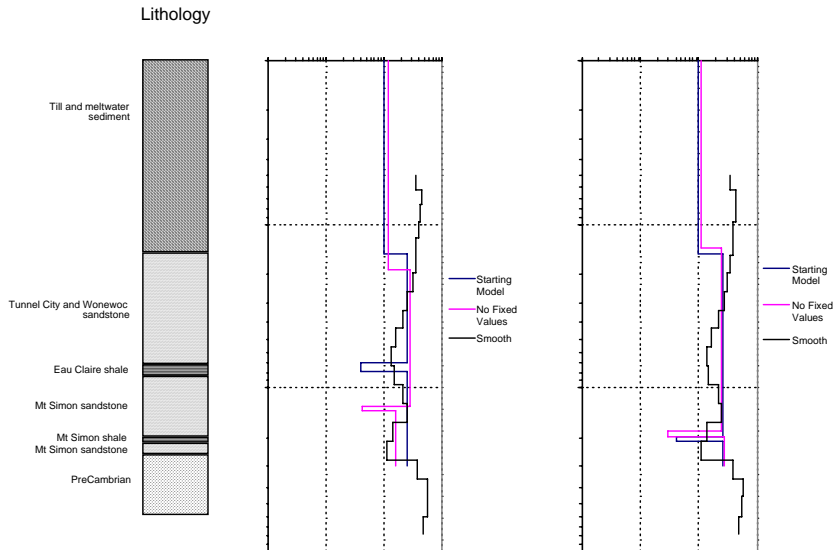 Lithology
Till and meltwater
sediment
Tunnel City and Wonewoc
sandstone
Eau Claire shale
Mt Simon sandstone
Mt Simon shale
Mt Simon sandstone
PreCambrian
Starting
Model
No Fixed
Values
Smooth
Starting
Model
No Fixed
Values
Smooth